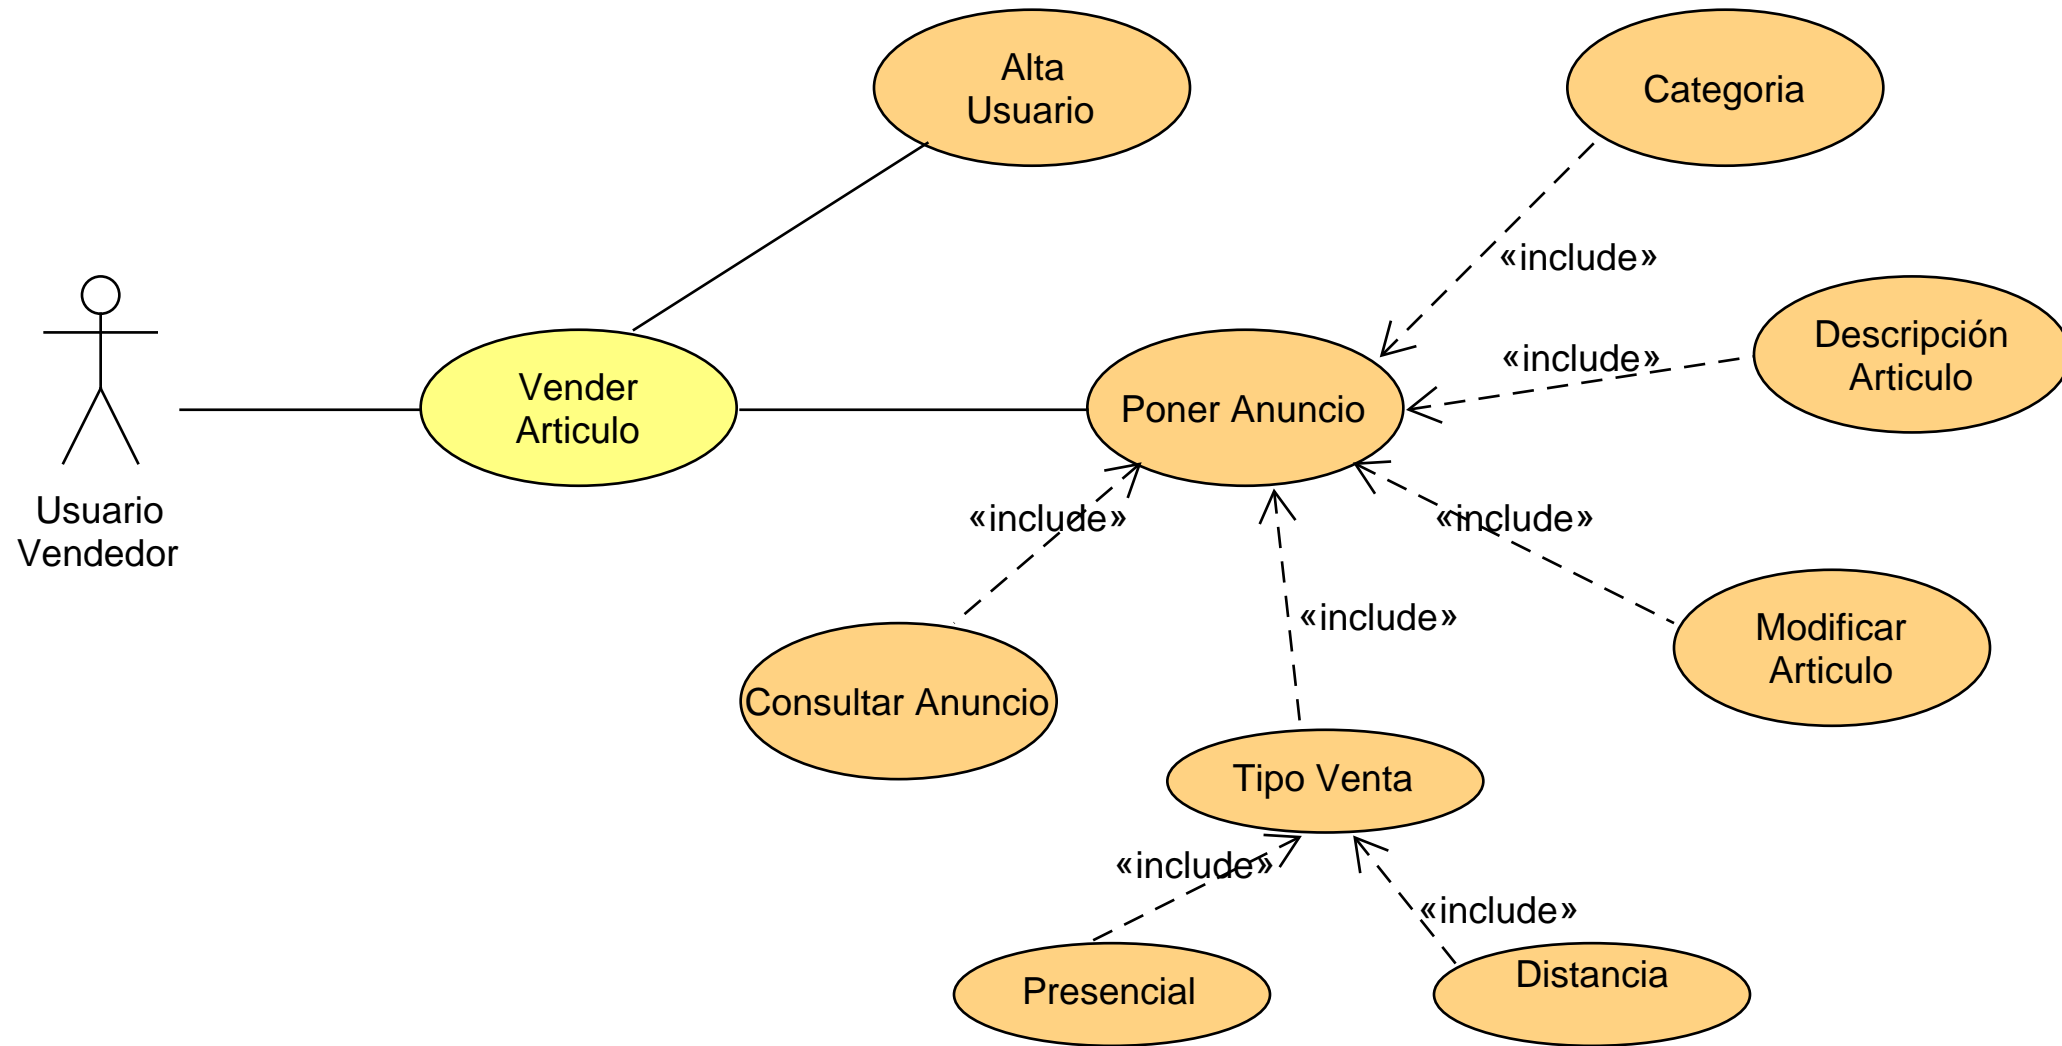 Alta
Usuario
Categoria
«include»
Descripción
Articulo
«include»
Vender
Articulo
Poner Anuncio
Usuario
Vendedor
«include»
«include»
«include»
Modificar
Articulo
Consultar Anuncio
Tipo Venta
«include»
«include»
Presencial
Distancia